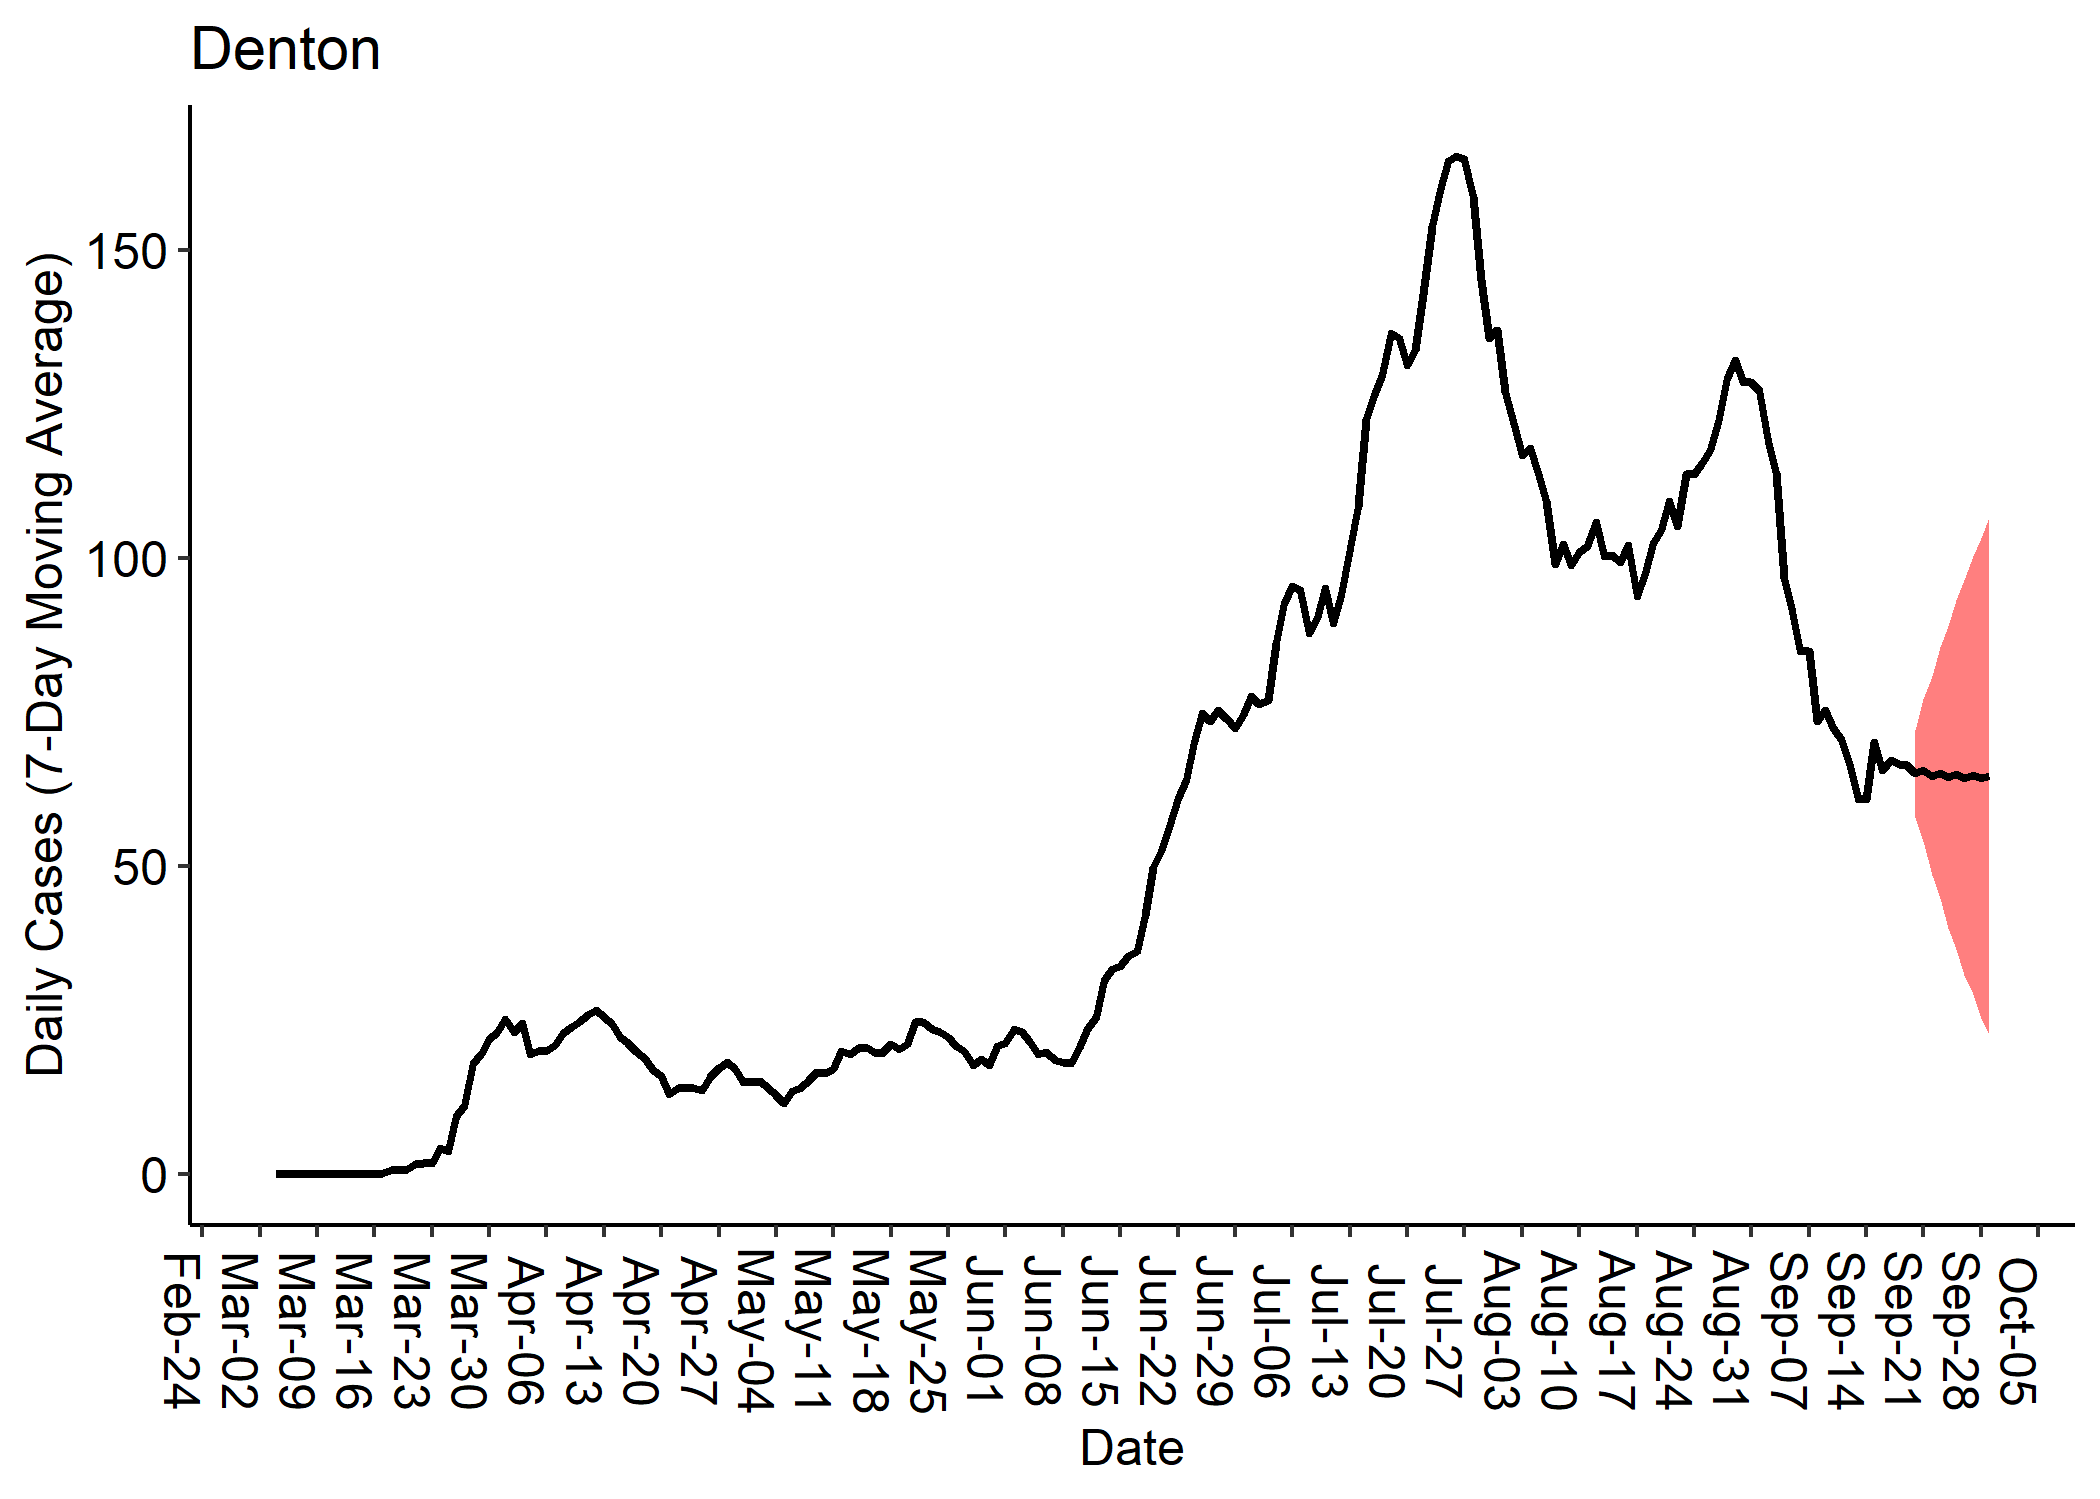 Denton
Daily Cases (7-Day Moving Average)
150
100
50
0
Feb-24
Mar-02
Mar-09
Mar-16
Mar-23
Mar-30
Apr-06
Apr-13
Apr-20
Apr-27
May-04
May-11
May-18
May-25
Jun-01
Jun-08
Jun-15
Jun-22
Jun-29
Jul-06
Jul-13
Jul-20
Jul-27
Aug-03
Aug-10
Aug-17
Aug-24
Aug-31
Sep-07
Sep-14
Sep-21
Sep-28
Oct-05
Date